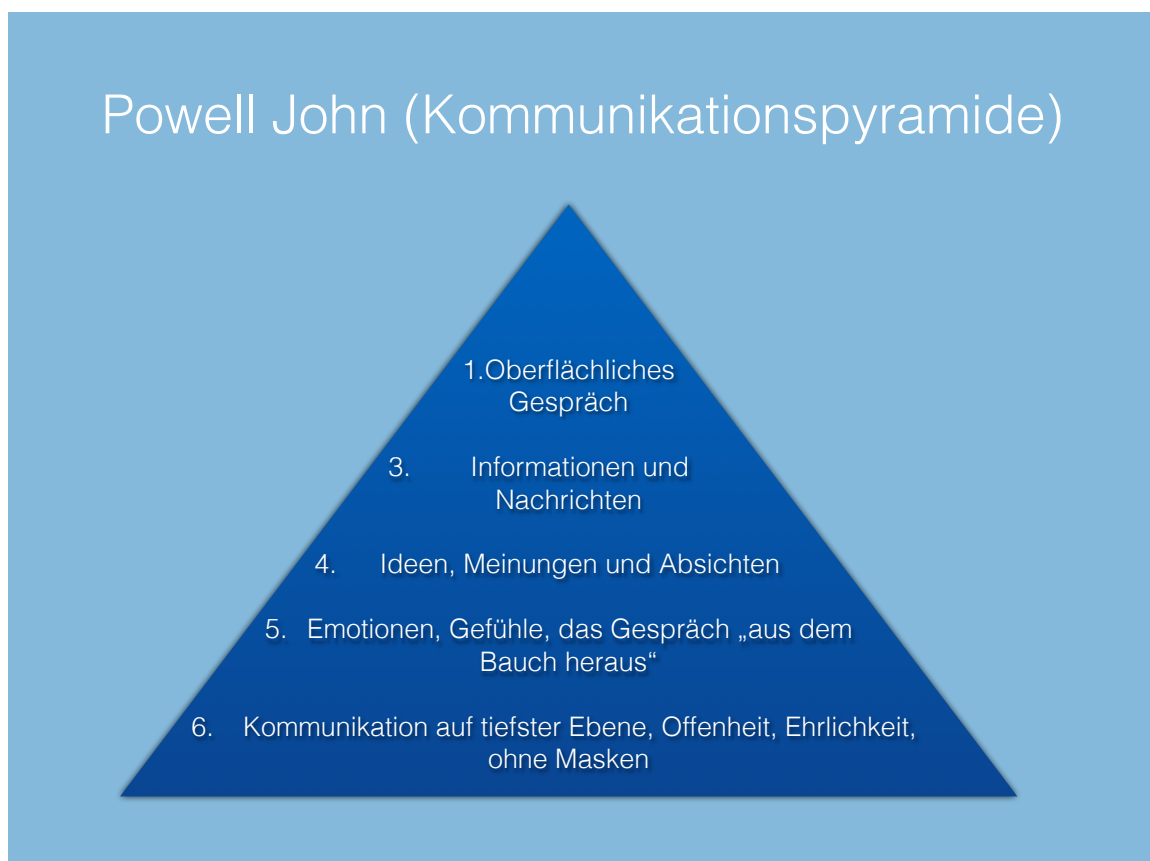 Powell John (Kommunikationspyramide)
1.Oberflächliches
Gespräch
3. Informationen und
Nachrichten
4. Ideen, Meinungen und Absichten
5. Emotionen, Gefühle, das Gespräch „aus dem
Bauch heraus“
6. Kommunikation auf tiefster Ebene, Offenheit, Ehrlichkeit,
ohne Masken